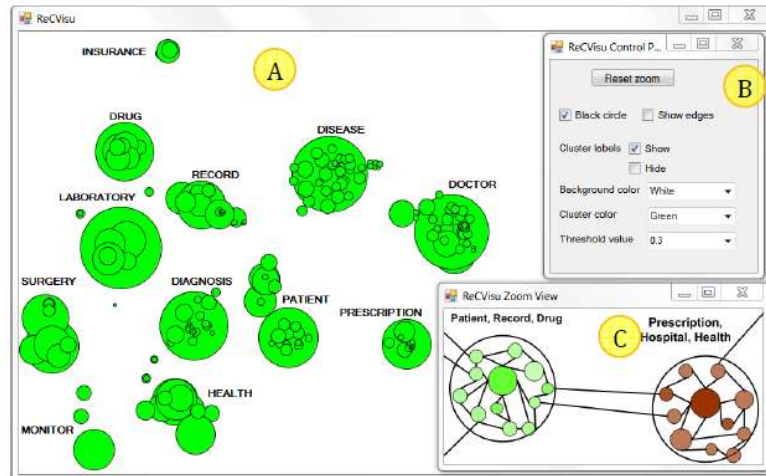 ReCVisu
INSURANCE
A
DRUG
DISEASE
RECORD
DOCTOR
LABORATORY
SURGERY
DIAGNOSIS
PATIENT
PRESCRIPTION
HEALTH
MONITOR
ReCVisu Control P...
B
Reset zoom
Black circle Show edges
Cluster labels Show
Hide
Background color White
Cluster color Green
Threshold value 0.3
ReCVisu Zoom View
Patient, Record, Drug
C
Prescription,
Hospital, Health